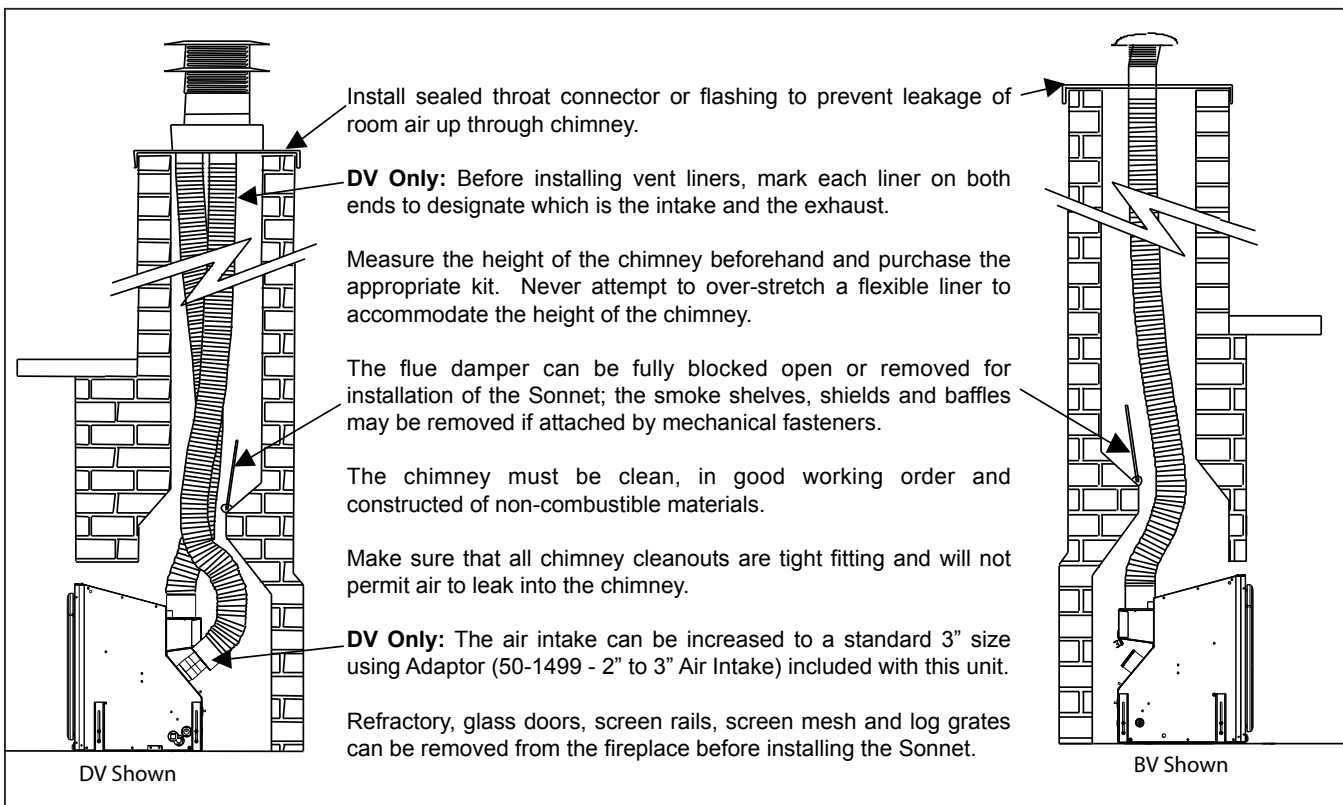 Install sealed throat connector or flashing to prevent leakage of
room air up through chimney.
DV Only: Before installing vent liners, mark each liner on both
ends to designate which is the intake and the exhaust.
Measure the height of the chimney beforehand and purchase the
appropriate kit. Never attempt to over-stretch a flexible liner to
accommodate the height of the chimney.
The flue damper can be fully blocked open or removed for
installation of the Sonnet; the smoke shelves, shields and baffles
may be removed if attached by mechanical fasteners.
The chimney must be clean, in good working order and
constructed of non-combustible materials.
Make sure that all chimney cleanouts are tight fitting and will not
permit air to leak into the chimney.
DV Only: The air intake can be increased to a standard 3” size
using Adaptor (50-1499 - 2” to 3” Air Intake) included with this unit.
Refractory, glass doors, screen rails, screen mesh and log grates
can be removed from the fireplace before installing the Sonnet.
DV Shown
BV Shown